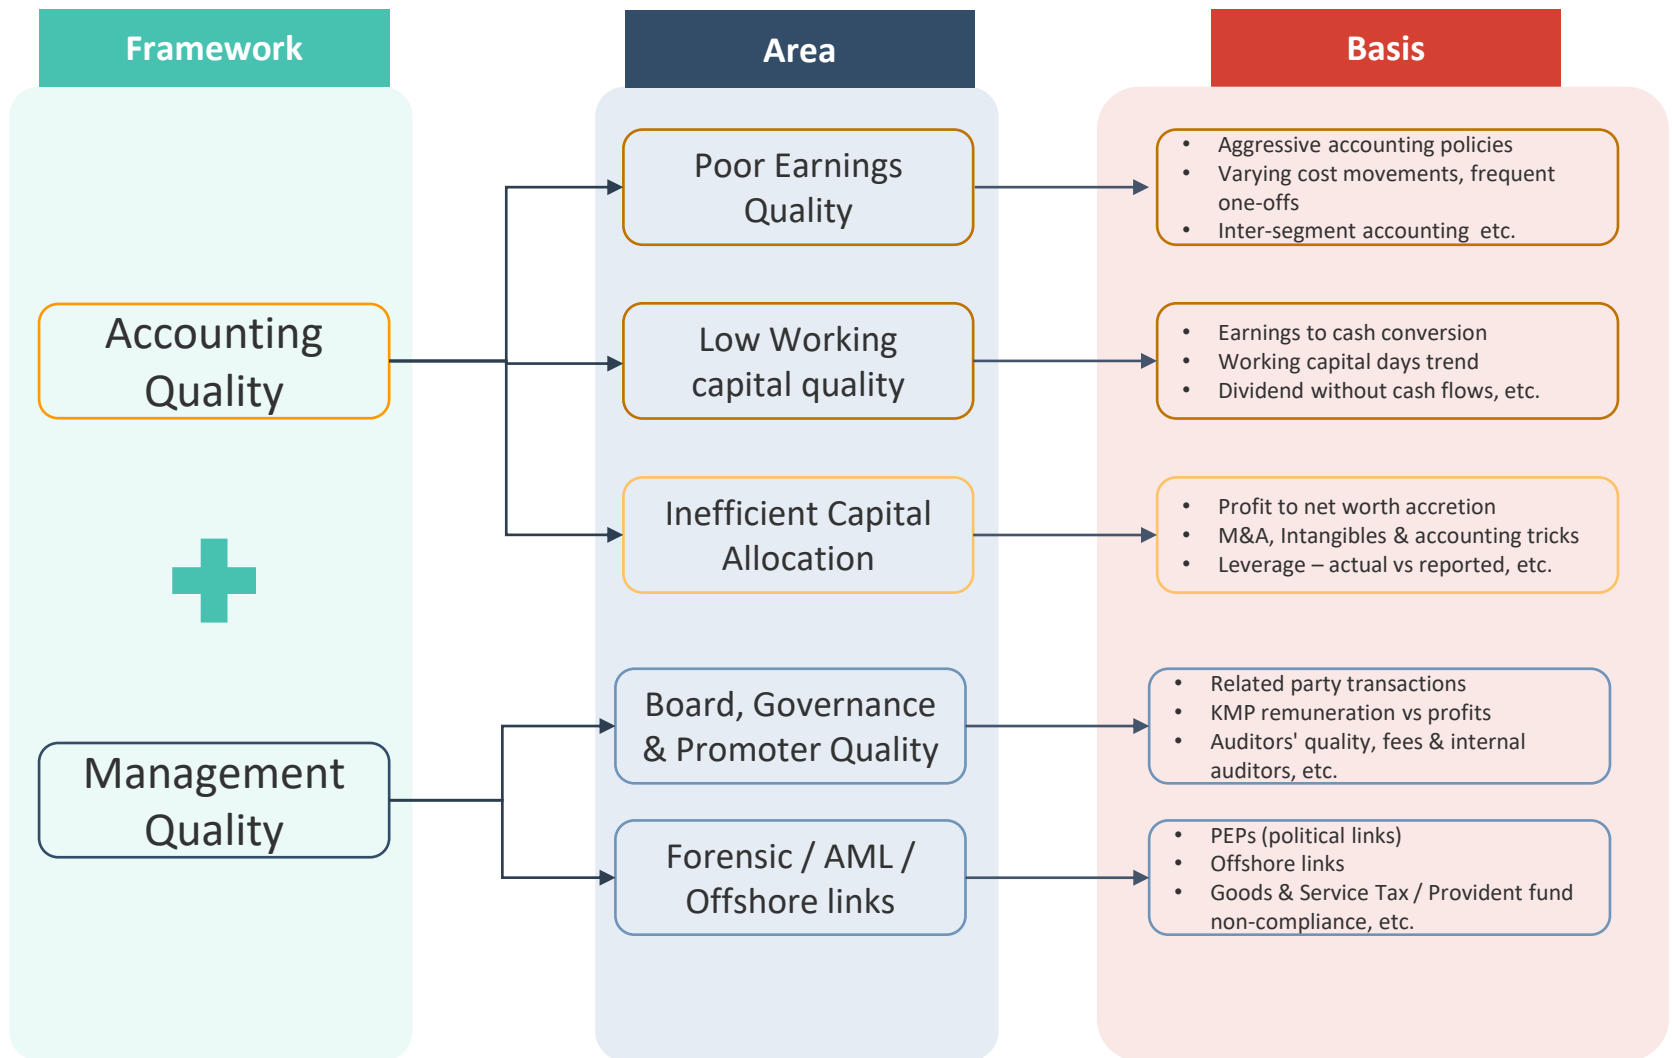 Framework
Area
Basis
Accounting
Quality
Management
Quality
Poor Earnings
Quality
Low Working
capital quality
Inefficient Capital
Allocation
Board, Governance
& Promoter Quality
Forensic / AML /
Offshore links
• Aggressive accounting policies
• Varying cost movements, frequent
one-offs
• Inter-segment accounting etc.
• Earnings to cash conversion
• Working capital days trend
• Dividend without cash flows, etc.
• Profit to net worth accretion
• M&A, Intangibles & accounting tricks
• Leverage – actual vs reported, etc.
• Related party transactions
• KMP remuneration vs profits
• Auditors' quality, fees & internal
auditors, etc.
• PEPs (political links)
• Offshore links
• Goods & Service Tax / Provident fund
non-compliance, etc.